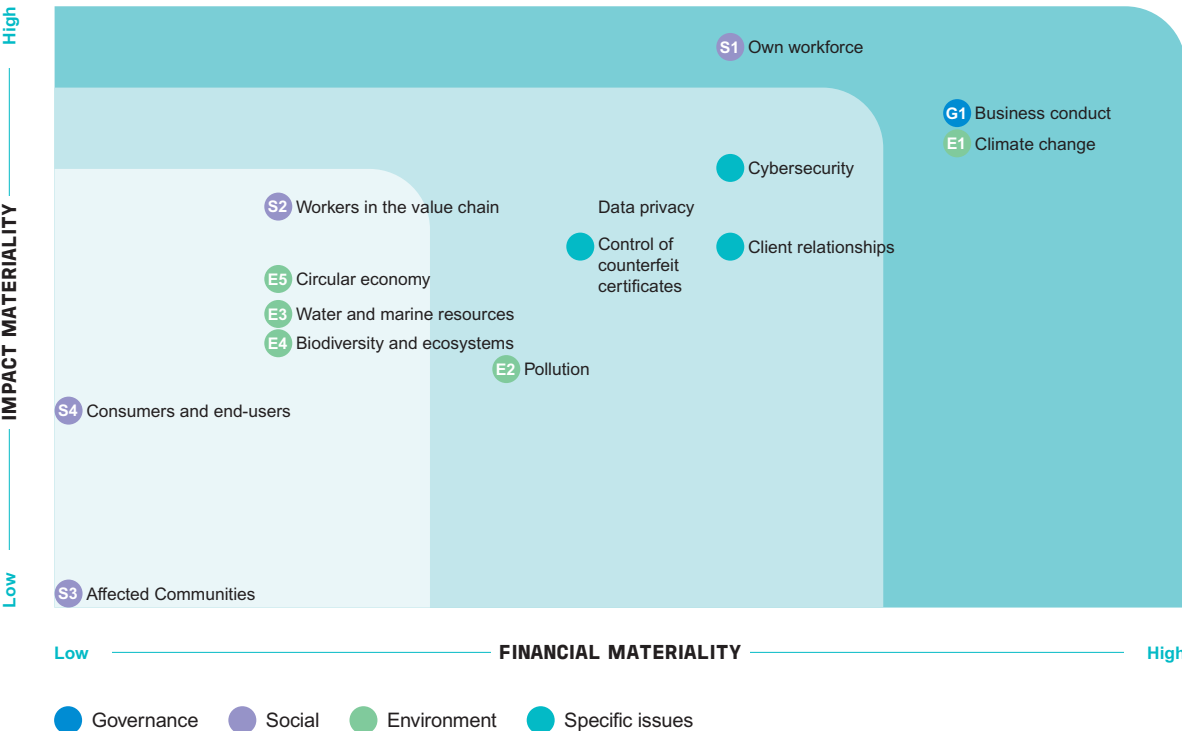 High
IMPACT MATERIALITY
Low
S1 Own workforce
G1 Business conduct
E1 Climate change
Cybersecurity
S2 Workers in the value chain
Data privacy
Control of
counterfeit
certificates
Client relationships
E5 Circular economy
E3 Water and marine resources
E4 Biodiversity and ecosystems
E2 Pollution
S4 Consumers and end-users
S3 Affected Communities
Low
FINANCIAL MATERIALITY
High
Governance
Social
Environment
Specific issues